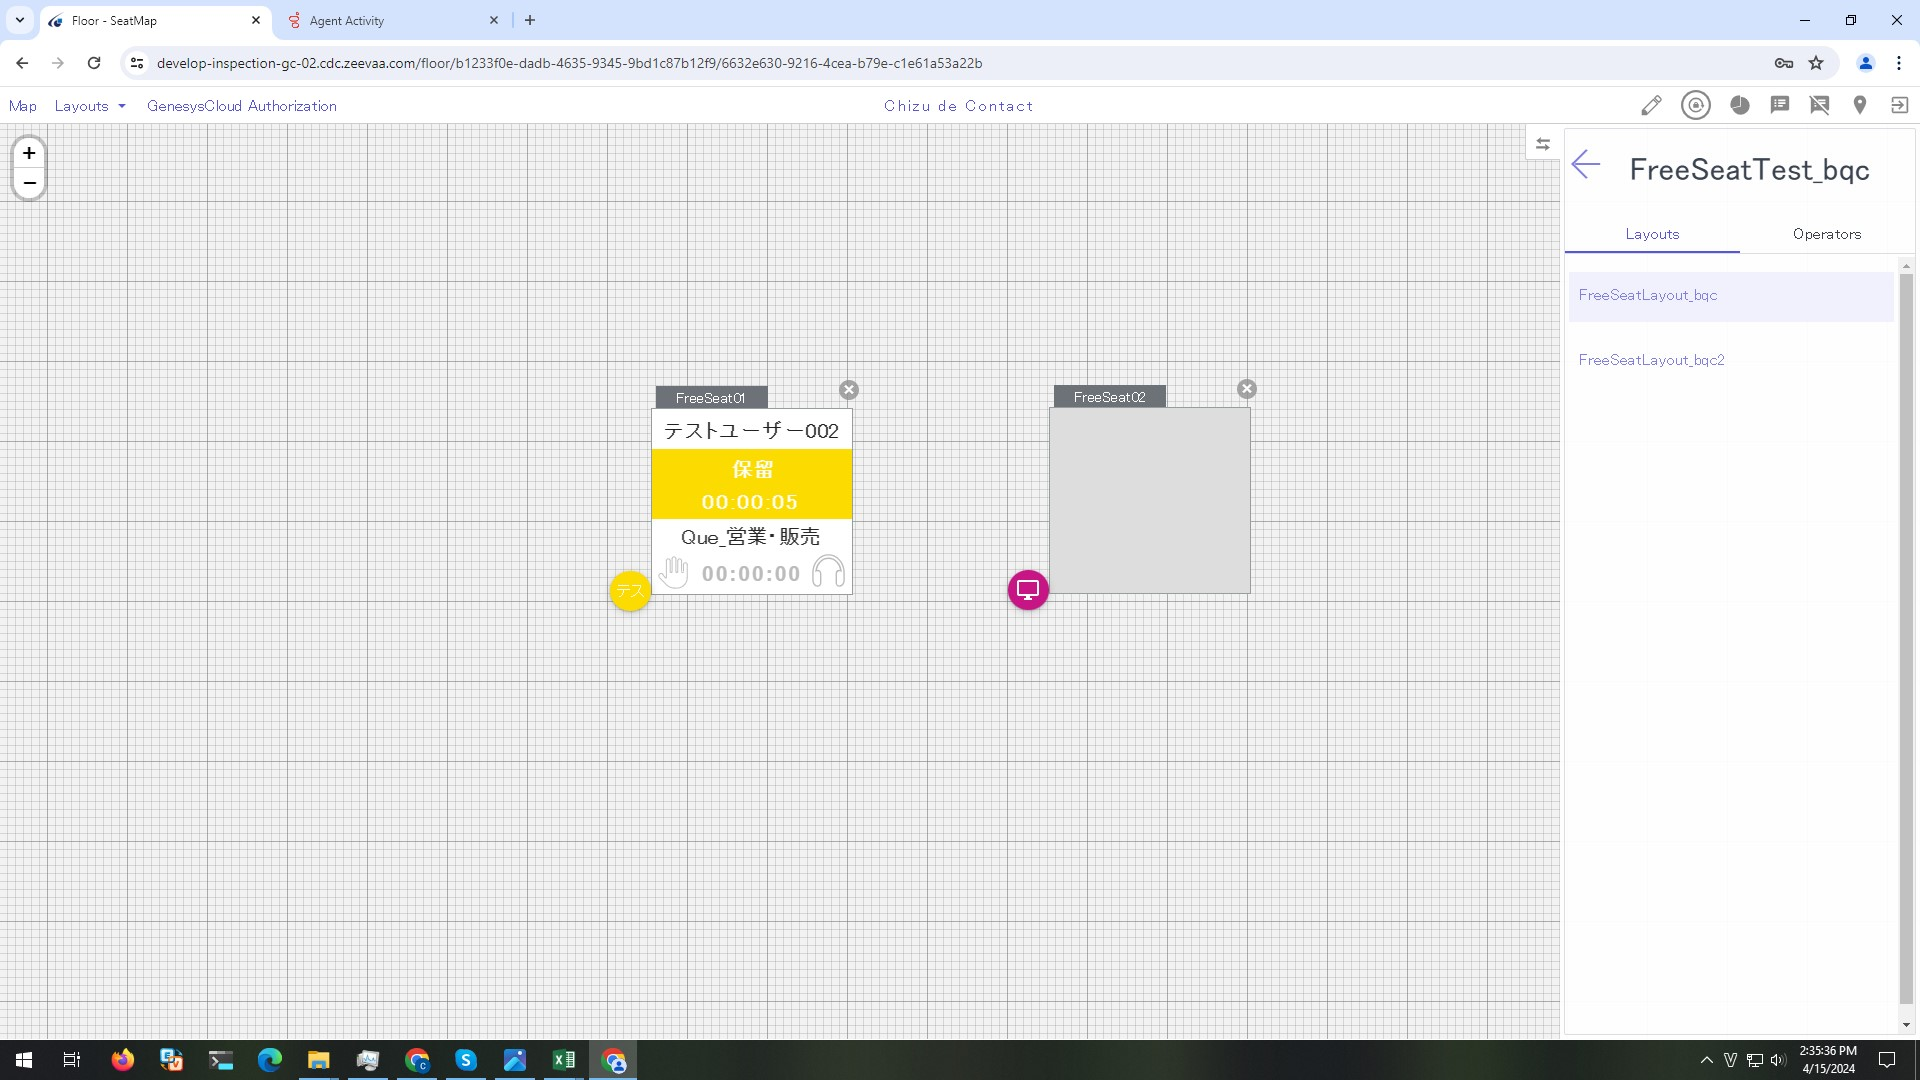 Floor - SeatMap
Agent Activity
develop-inspection-gc-02.cdc.zeevaa.com/floor/b1233f0e-dadb-4635-9345-9bd1c87b12f9/6632e630-9216-4cea-b79e-c1e61a53a22b
Map Layouts GenesysCloud Authorization
Chizu de Contact
+
−
FreeSeatTest_bqc
Layouts Operators
FreeSeatLayout_bqc
FreeSeatLayout_bqc2
FreeSeat01
テストユーザー002
保留
00:00:05
Que_営業・販売
00:00:00
テス
FreeSeat02
2:35:36 PM
4/15/2024